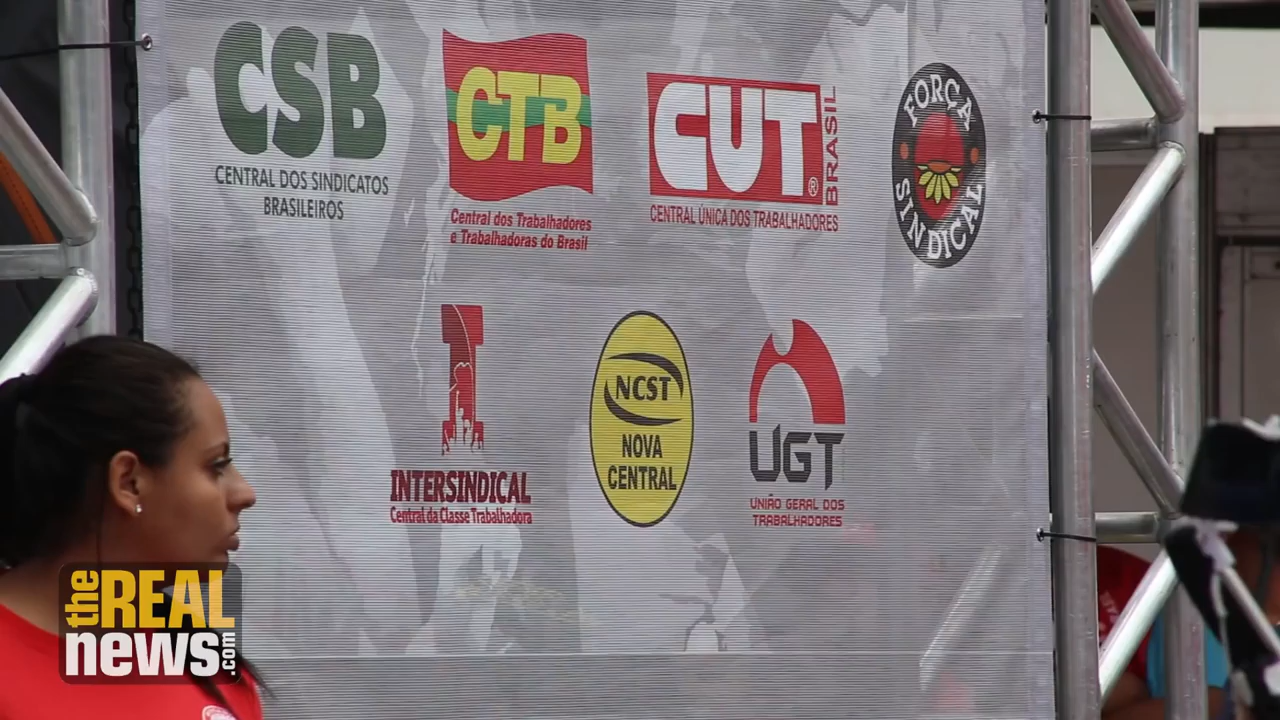 CSB
CENTRAL DOS SINDICATOS
BRASILEIROS
CTB
Central dos Trabalhadores
e Trabalhadoras do Brasil
CUT
®
BRASIL
CENTRAL ÚNICA DOS TRABALHADORES
FORÇA
SINDICAL
INTERSINDICAL
Central da Classe Trabalhadora
NCST
NOVA
CENTRAL
UGT
UNIÃO GERAL DOS
TRABALHADORES
the REAL
news.com